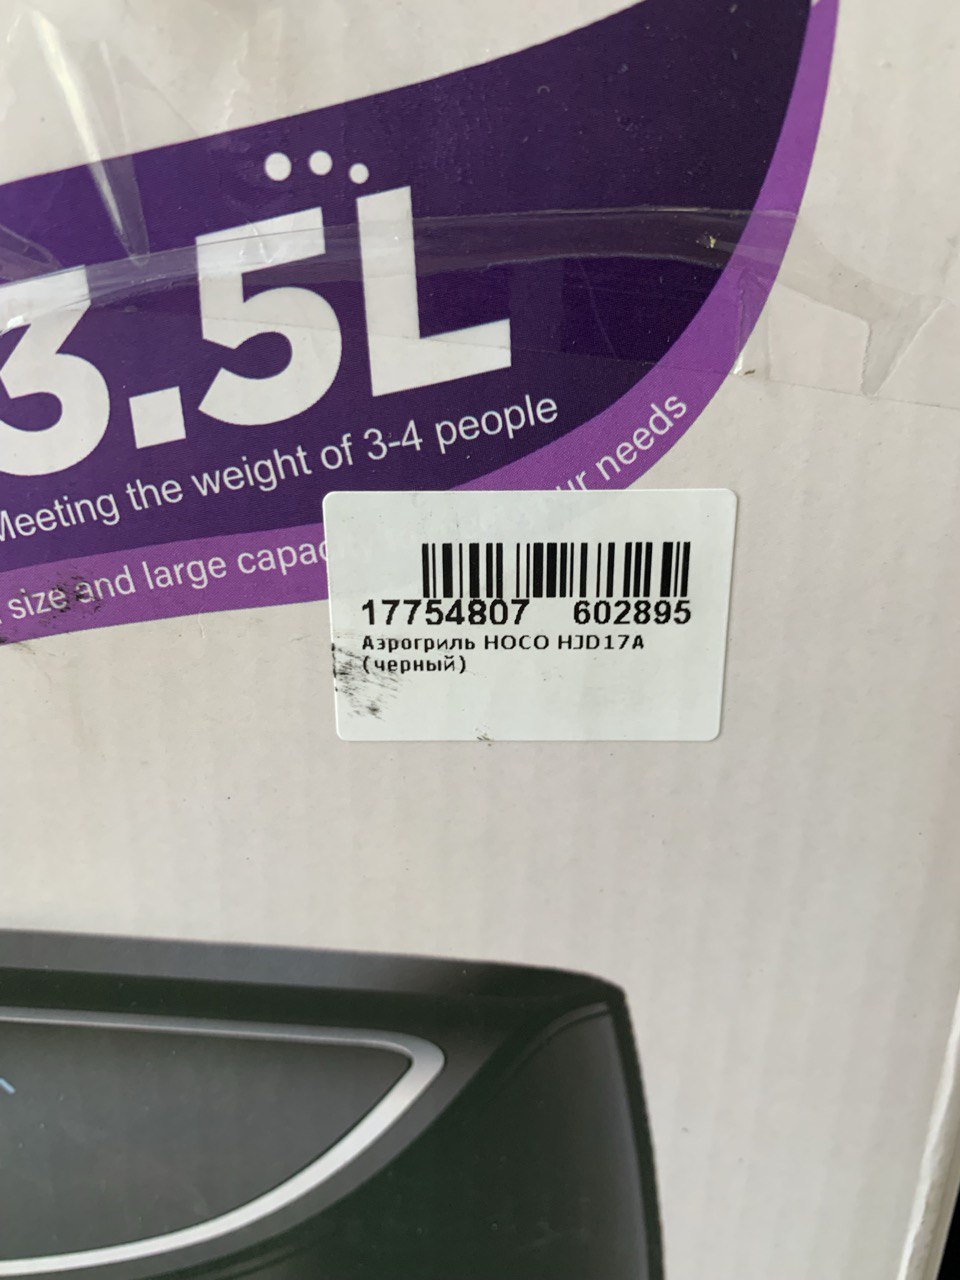 3.5L
Meeting the weight of 3-4 people
size and large ur needs
17754807 602895
Аэрогриль HOCO HJD17A
(черный)